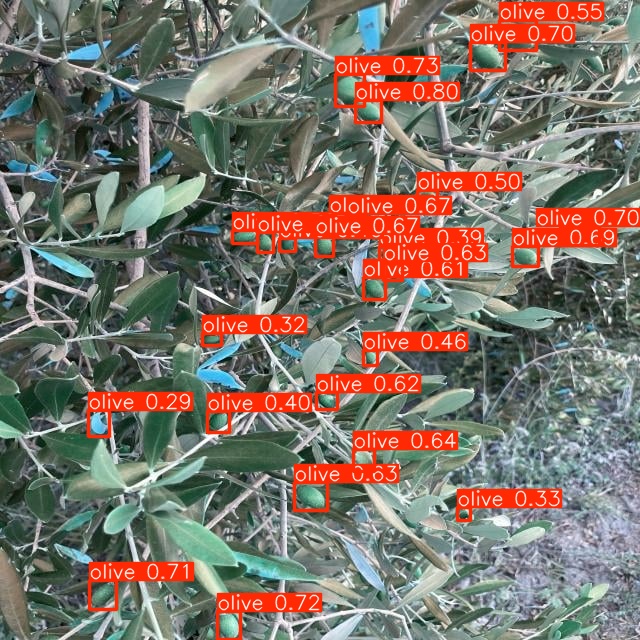 olive 0.55
olive 0.70
olive 0.73
olive 0.80
olive 0.50
0.67
olive 0.70
olive 0.67
olive 0.39
olive 0.69
olive 0.63
olive 0.61
olive 0.32
olive 0.46
olive 0.62
olive 0.29
olive 0.40
olive 0.64
olive 0.63
olive 0.33
olive 0.71
olive 0.72